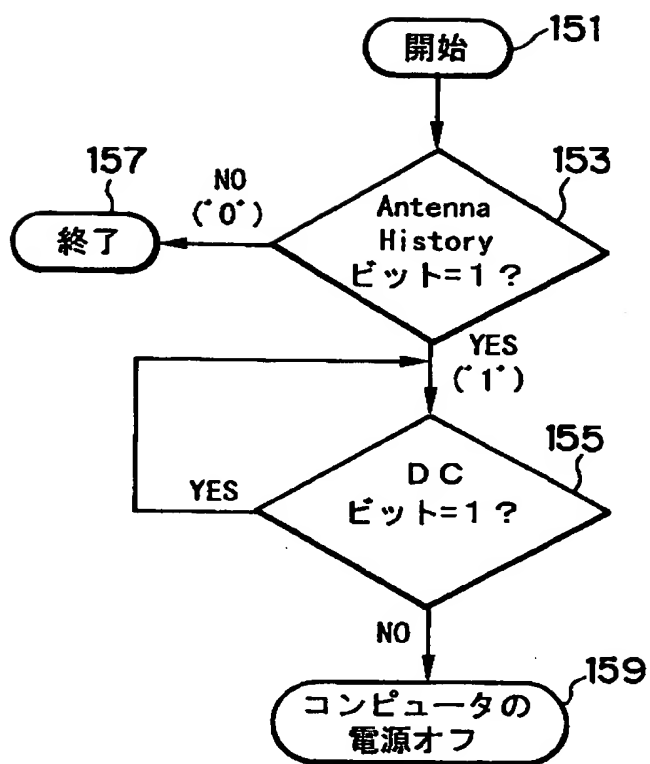 開始
151
157
NO
('0')
153
終了
Antenna
History
ビット=1?
YES
('1')
155
DC
ビット=1?
YES
NO
159
コンピュータの
電源オフ